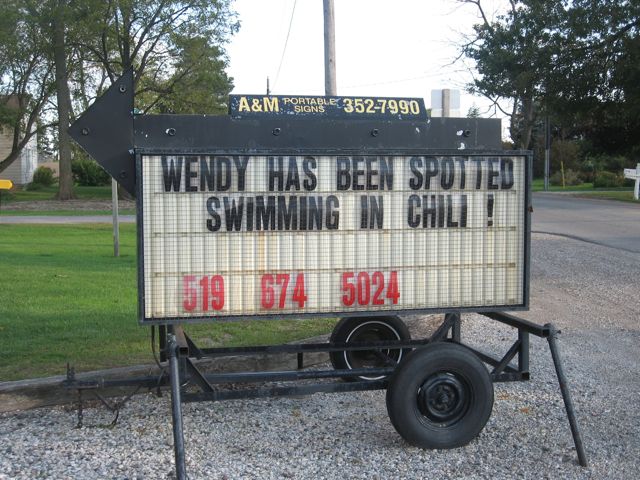 A&M PORTABLE SIGNS 352-7990
WENDY HAS BEEN SPOTTED
SWIMMING IN CHILI !
519 674 5024